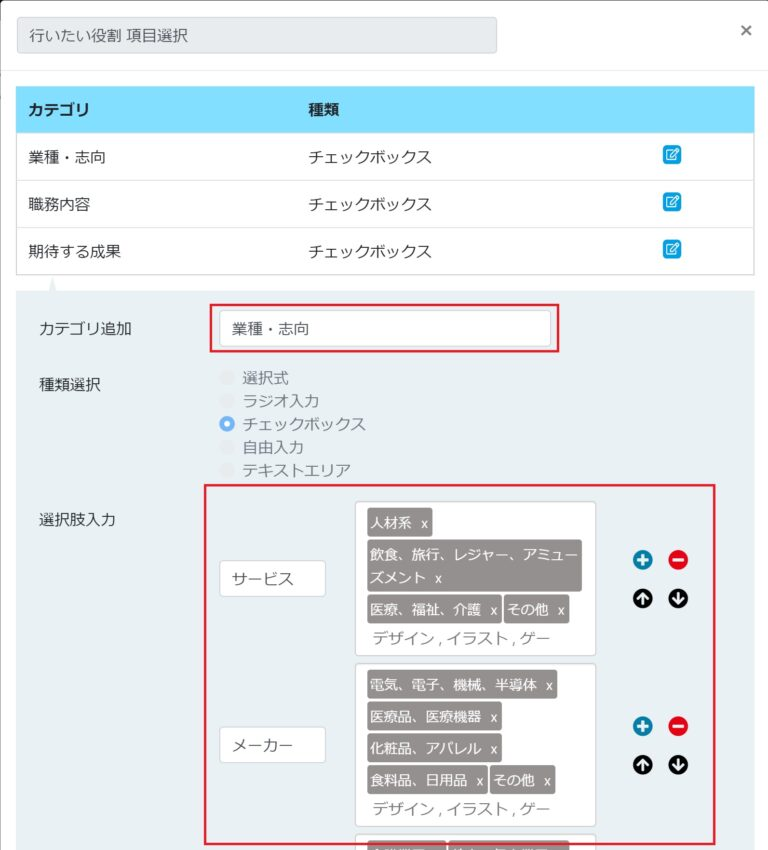 行いたい役割 項目選択
×
カテゴリ 種類
業種・志向 チェックボックス
職務内容 チェックボックス
期待する成果 チェックボックス
カテゴリ追加 業種・志向
種類選択
選択式
ラジオ入力
チェックボックス
自由入力
テキストエリア
選択肢入力
サービス
人材系 x
飲食、旅行、レジャー、アミュー
ズメント x
医療、福祉、介護 x その他 x
デザイン , イラスト , ゲー
メーカー
電気、電子、機械、半導体 x
医療品、医療機器 x
化粧品、アパレル x
食料品、日用品 x その他 x
デザイン , イラスト , ゲー